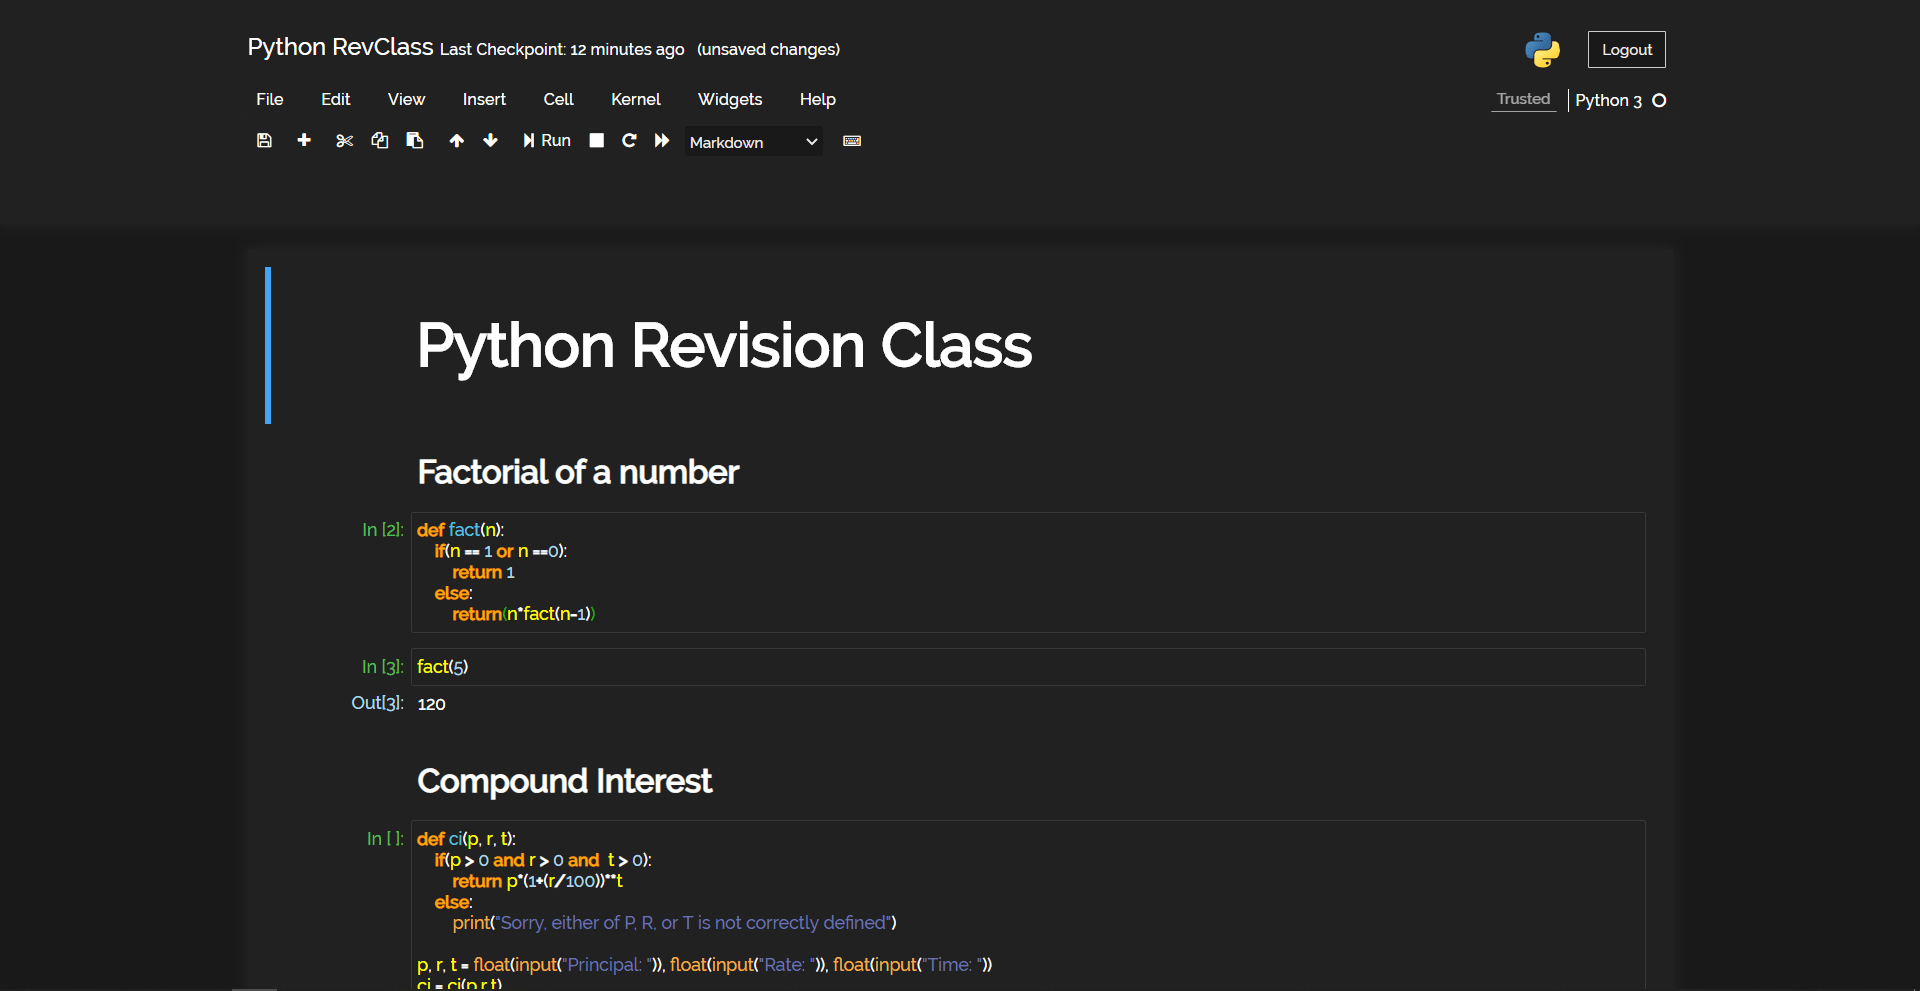 Python RevClass Last Checkpoint: 12 minutes ago (unsaved changes)
Logout
File Edit View Insert Cell Kernel Widgets Help
Trusted Python 3
Run Markdown
Python Revision Class
Factorial of a number
In [2]: def fact(n):
    if(n == 1 or n ==0):
        return 1
    else:
        return(n*fact(n-1))
In [3]: fact(5)
Out[3]: 120
Compound Interest
In [ ]: def ci(p, r, t):
    if(p > 0 and r > 0 and  t > 0):
        return p*(1+(r/100))**t
    else:
        print("Sorry, either of P, R, or T is not correctly defined")
p, r, t = float(input("Principal: ")), float(input("Rate: ")), float(input("Time: "))
ci = ci(p,r,t)